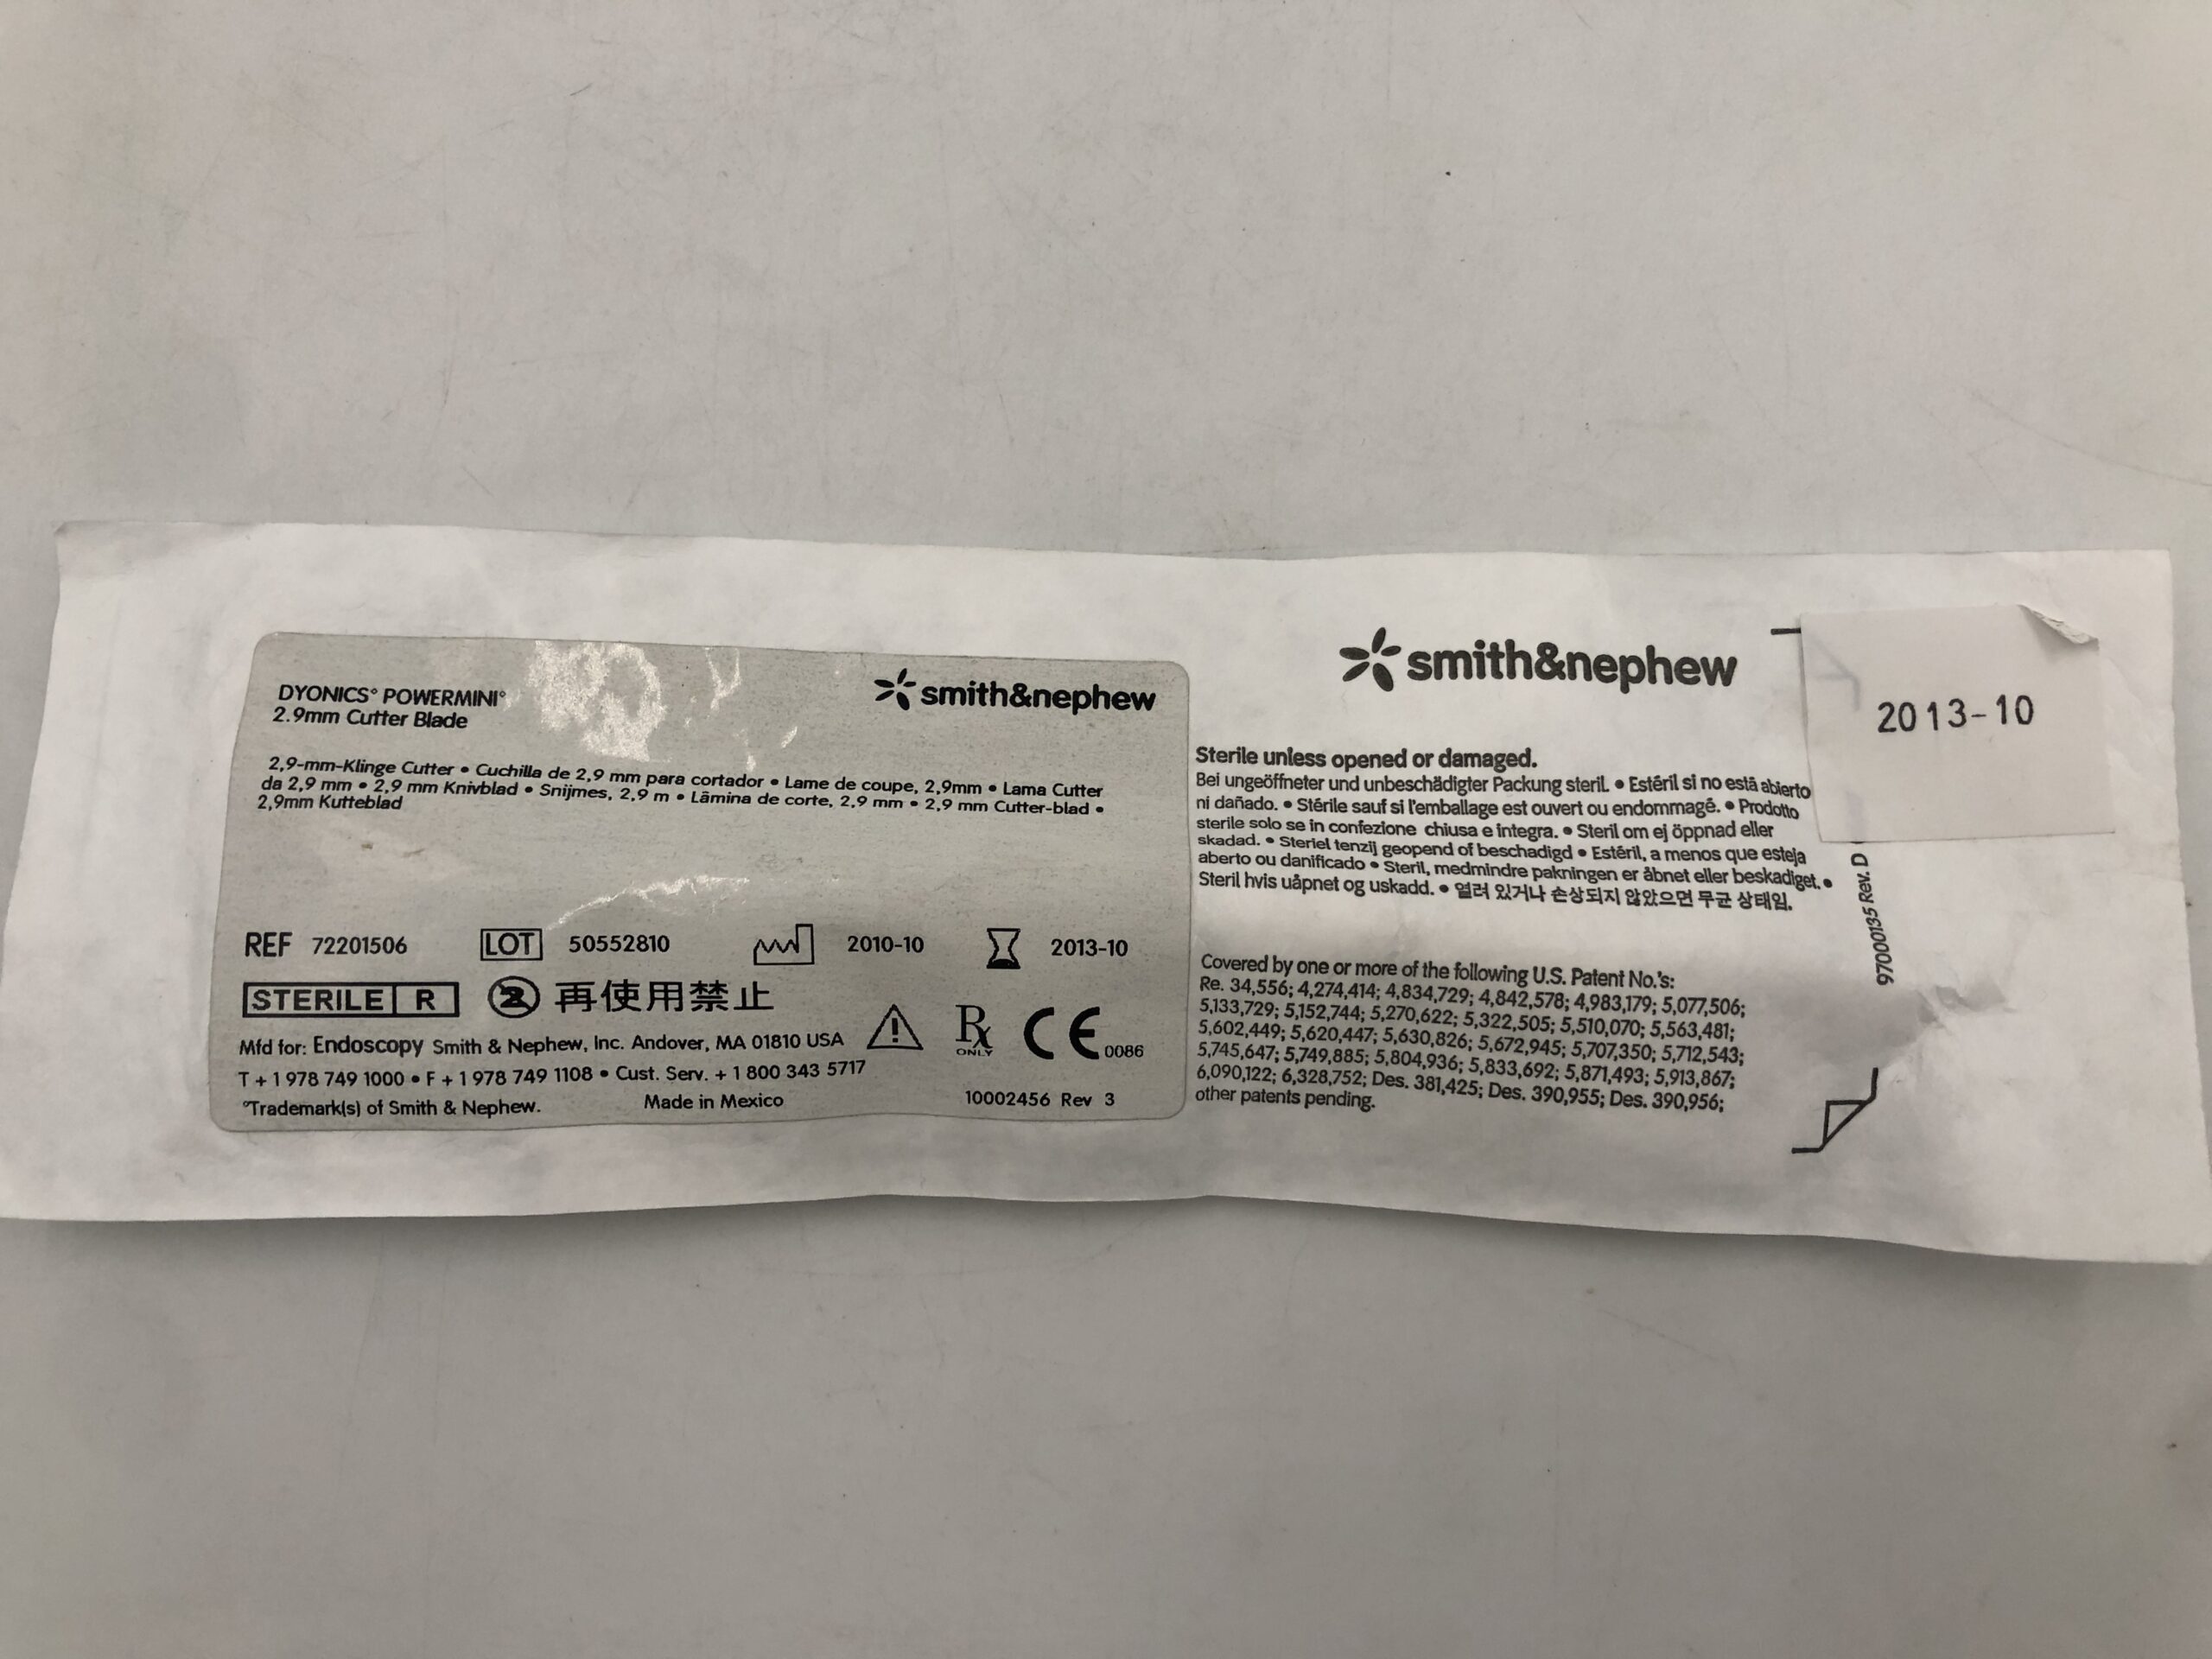 DYONICS° POWERMINI°
2.9mm Cutter Blade
smith&nephew
2,9-mm-Klinge Cutter • Cuchilla de 2,9 mm para cortador • Lame de coupe, 2,9mm • Lama Cutter
da 2,9 mm • 2,9 mm Knivblad • Snijmes, 2,9 m • Lâmina de corte, 2,9 mm • 2,9 mm Cutter-blad •
2,9mm Kutteblad
REF 72201506 LOT 50552810 2010-10 2013-10
STERILE R 2 再使用禁止
Mfd for: Endoscopy Smith & Nephew, Inc. Andover, MA 01810 USA
Rx ONLY CE 0086
T + 1 978 749 1000 • F + 1 978 749 1108 • Cust. Serv. + 1 800 343 5717
°Trademark(s) of Smith & Nephew. Made in Mexico 10002456 Rev 3
smith&nephew
Sterile unless opened or damaged.
Bei ungeöffneter und unbeschädigter Packung steril. • Estéril si no está abierto
ni dañado. • Stérile sauf si l'emballage est ouvert ou endommagé. • Prodotto
sterile solo se in confezione chiusa e integra. • Steril om ej öppnad eller
skadad. • Steriel tenzij geopend of beschadigd • Estéril, a menos que esteja
aberto ou danificado • Steril, medmindre pakningen er åbnet eller beskadiget. •
Steril hvis uåpnet og uskadd. • 열려 있거나 손상되지 않았으면 무균 상태임.
Covered by one or more of the following U.S. Patent No.'s:
Re. 34,556; 4,274,414; 4,834,729; 4,842,578; 4,983,179; 5,077,506;
5,133,729; 5,152,744; 5,270,622; 5,322,505; 5,510,070; 5,563,481;
5,602,449; 5,620,447; 5,630,826; 5,672,945; 5,707,350; 5,712,543;
5,745,647; 5,749,885; 5,804,936; 5,833,692; 5,871,493; 5,913,867;
6,090,122; 6,328,752; Des. 381,425; Des. 390,955; Des. 390,956;
other patents pending.
2013-10
97000135 Rev. D